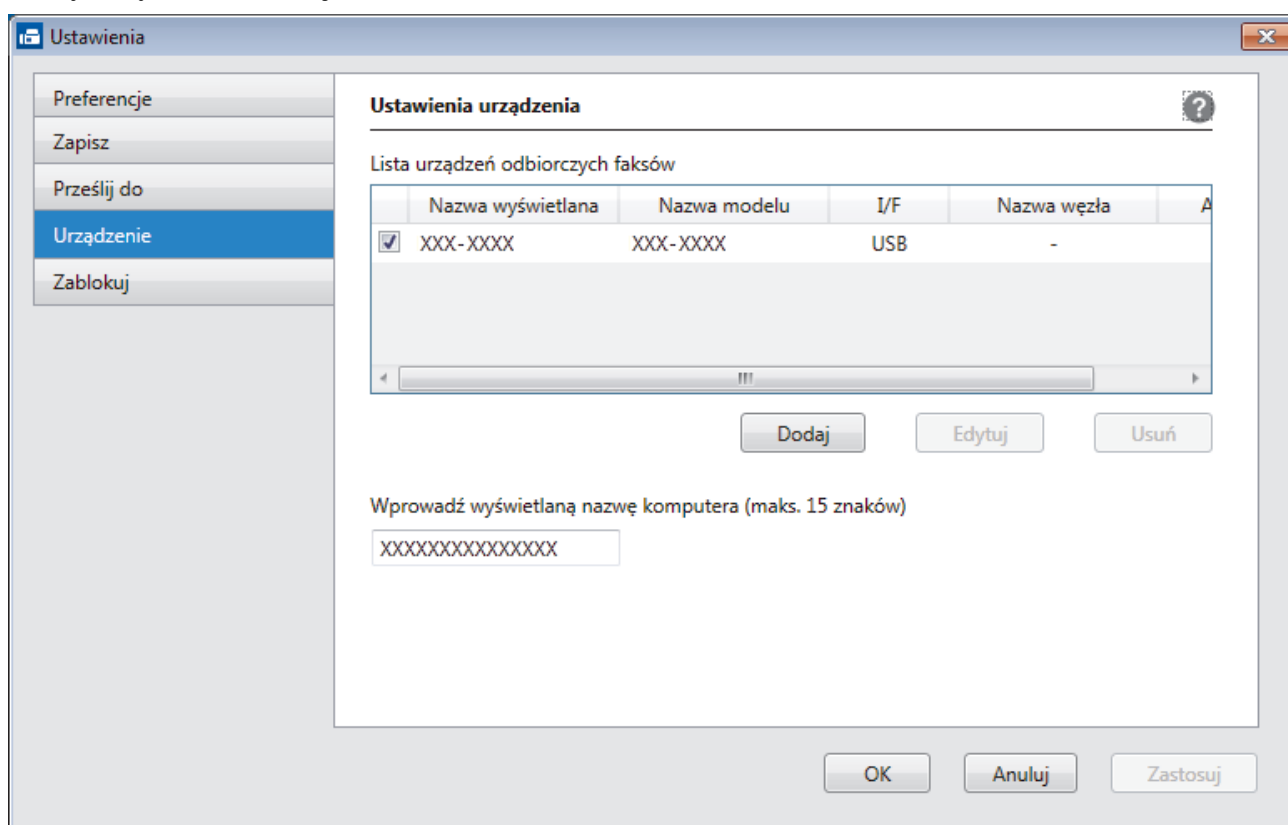 Ustawienia
Preferencje
Zapisz
Prześlij do
Urządzenie
Zablokuj
Ustawienia urządzenia
?
Lista urządzeń odbiorczych faksów
Nazwa wyświetlana Nazwa modelu I/F Nazwa węzła A
XXX-XXXX XXX-XXXX USB -
Dodaj Edytuj Usuń
Wprowadź wyświetlaną nazwę komputera (maks. 15 znaków)
XXXXXXXXXXXXXXX
OK Anuluj Zastosuj